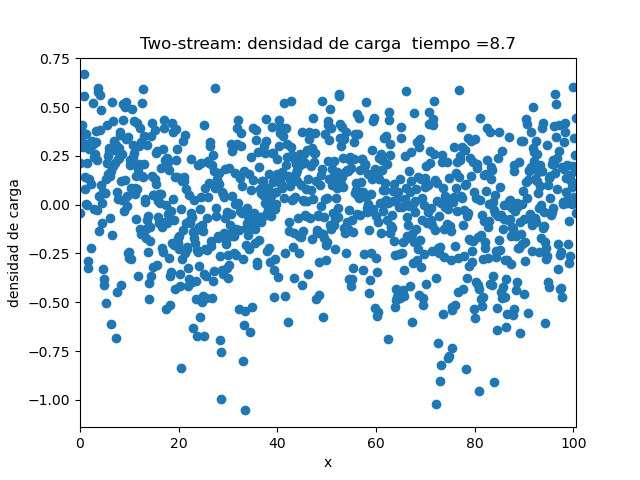 Two-stream: densidad de carga  tiempo =8.7
densidad de carga
0.75
0.50
0.25
0.00
−0.25
−0.50
−0.75
−1.00
0 20 40 60 80 100
x